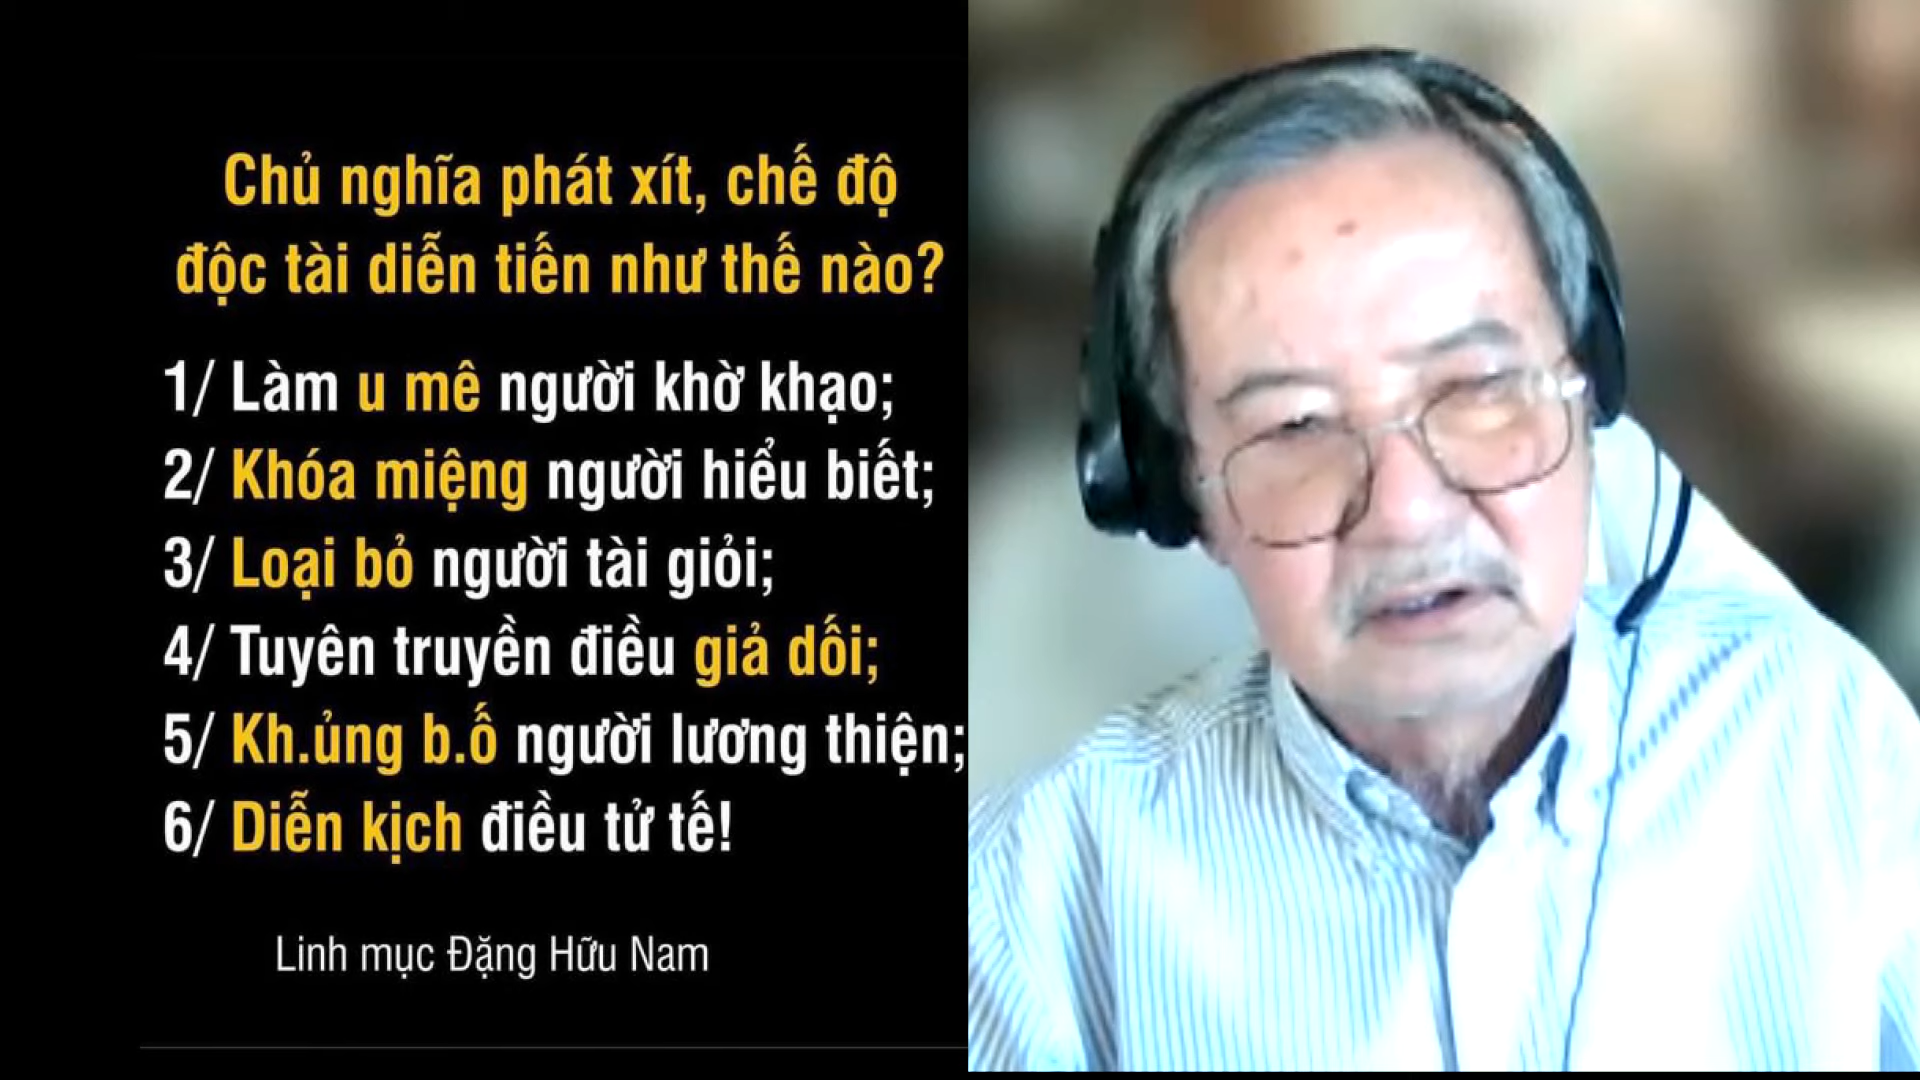 Chủ nghĩa phát xít, chế độ
độc tài diễn tiến như thế nào?
1/ Làm u mê người khờ khạo;
2/ Khóa miệng người hiểu biết;
3/ Loại bỏ người tài giỏi;
4/ Tuyên truyền điều giả dối;
5/ Kh.ủng b.ố người lương thiện;
6/ Diễn kịch điều tử tế!
Linh mục Đặng Hữu Nam